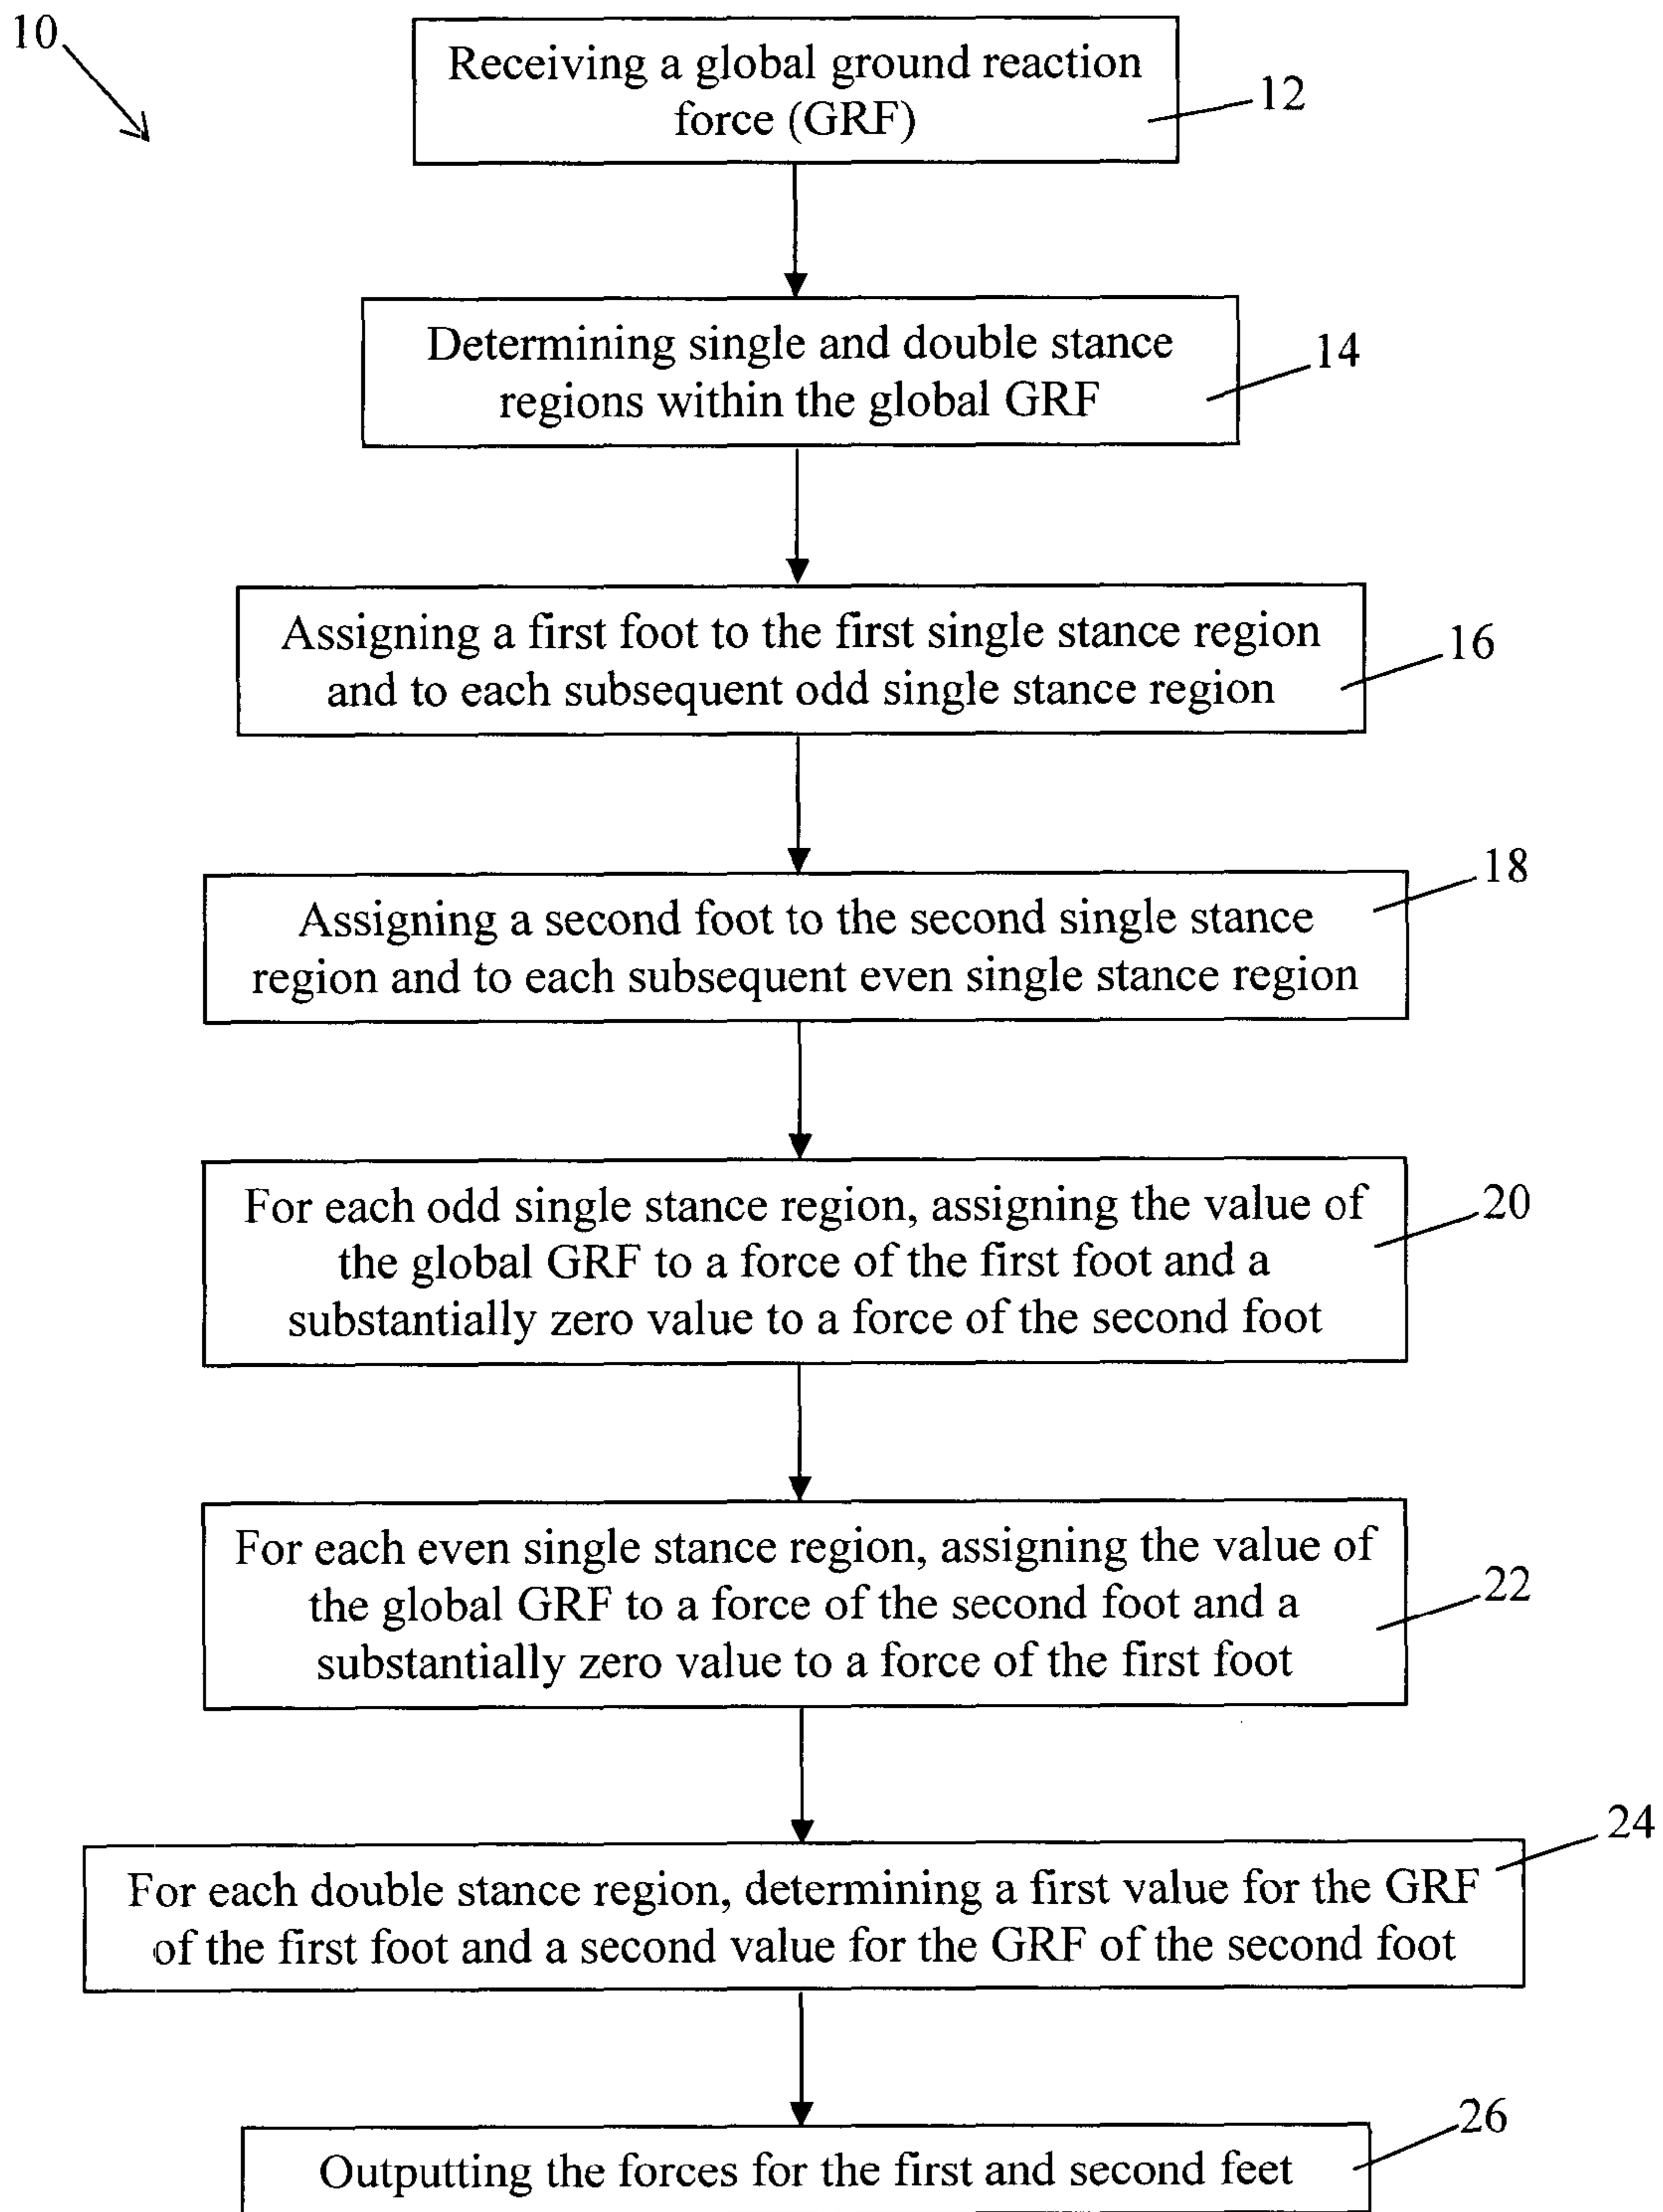 10
Receiving a global ground reaction
force (GRF)
12
Determining single and double stance
regions within the global GRF
14
Assigning a first foot to the first single stance region
and to each subsequent odd single stance region
16
Assigning a second foot to the second single stance
region and to each subsequent even single stance region
18
For each odd single stance region, assigning the value of
the global GRF to a force of the first foot and a
substantially zero value to a force of the second foot
20
For each even single stance region, assigning the value of
the global GRF to a force of the second foot and a
substantially zero value to a force of the first foot
22
For each double stance region, determining a first value for the GRF
of the first foot and a second value for the GRF of the second foot
24
Outputting the forces for the first and second feet
26